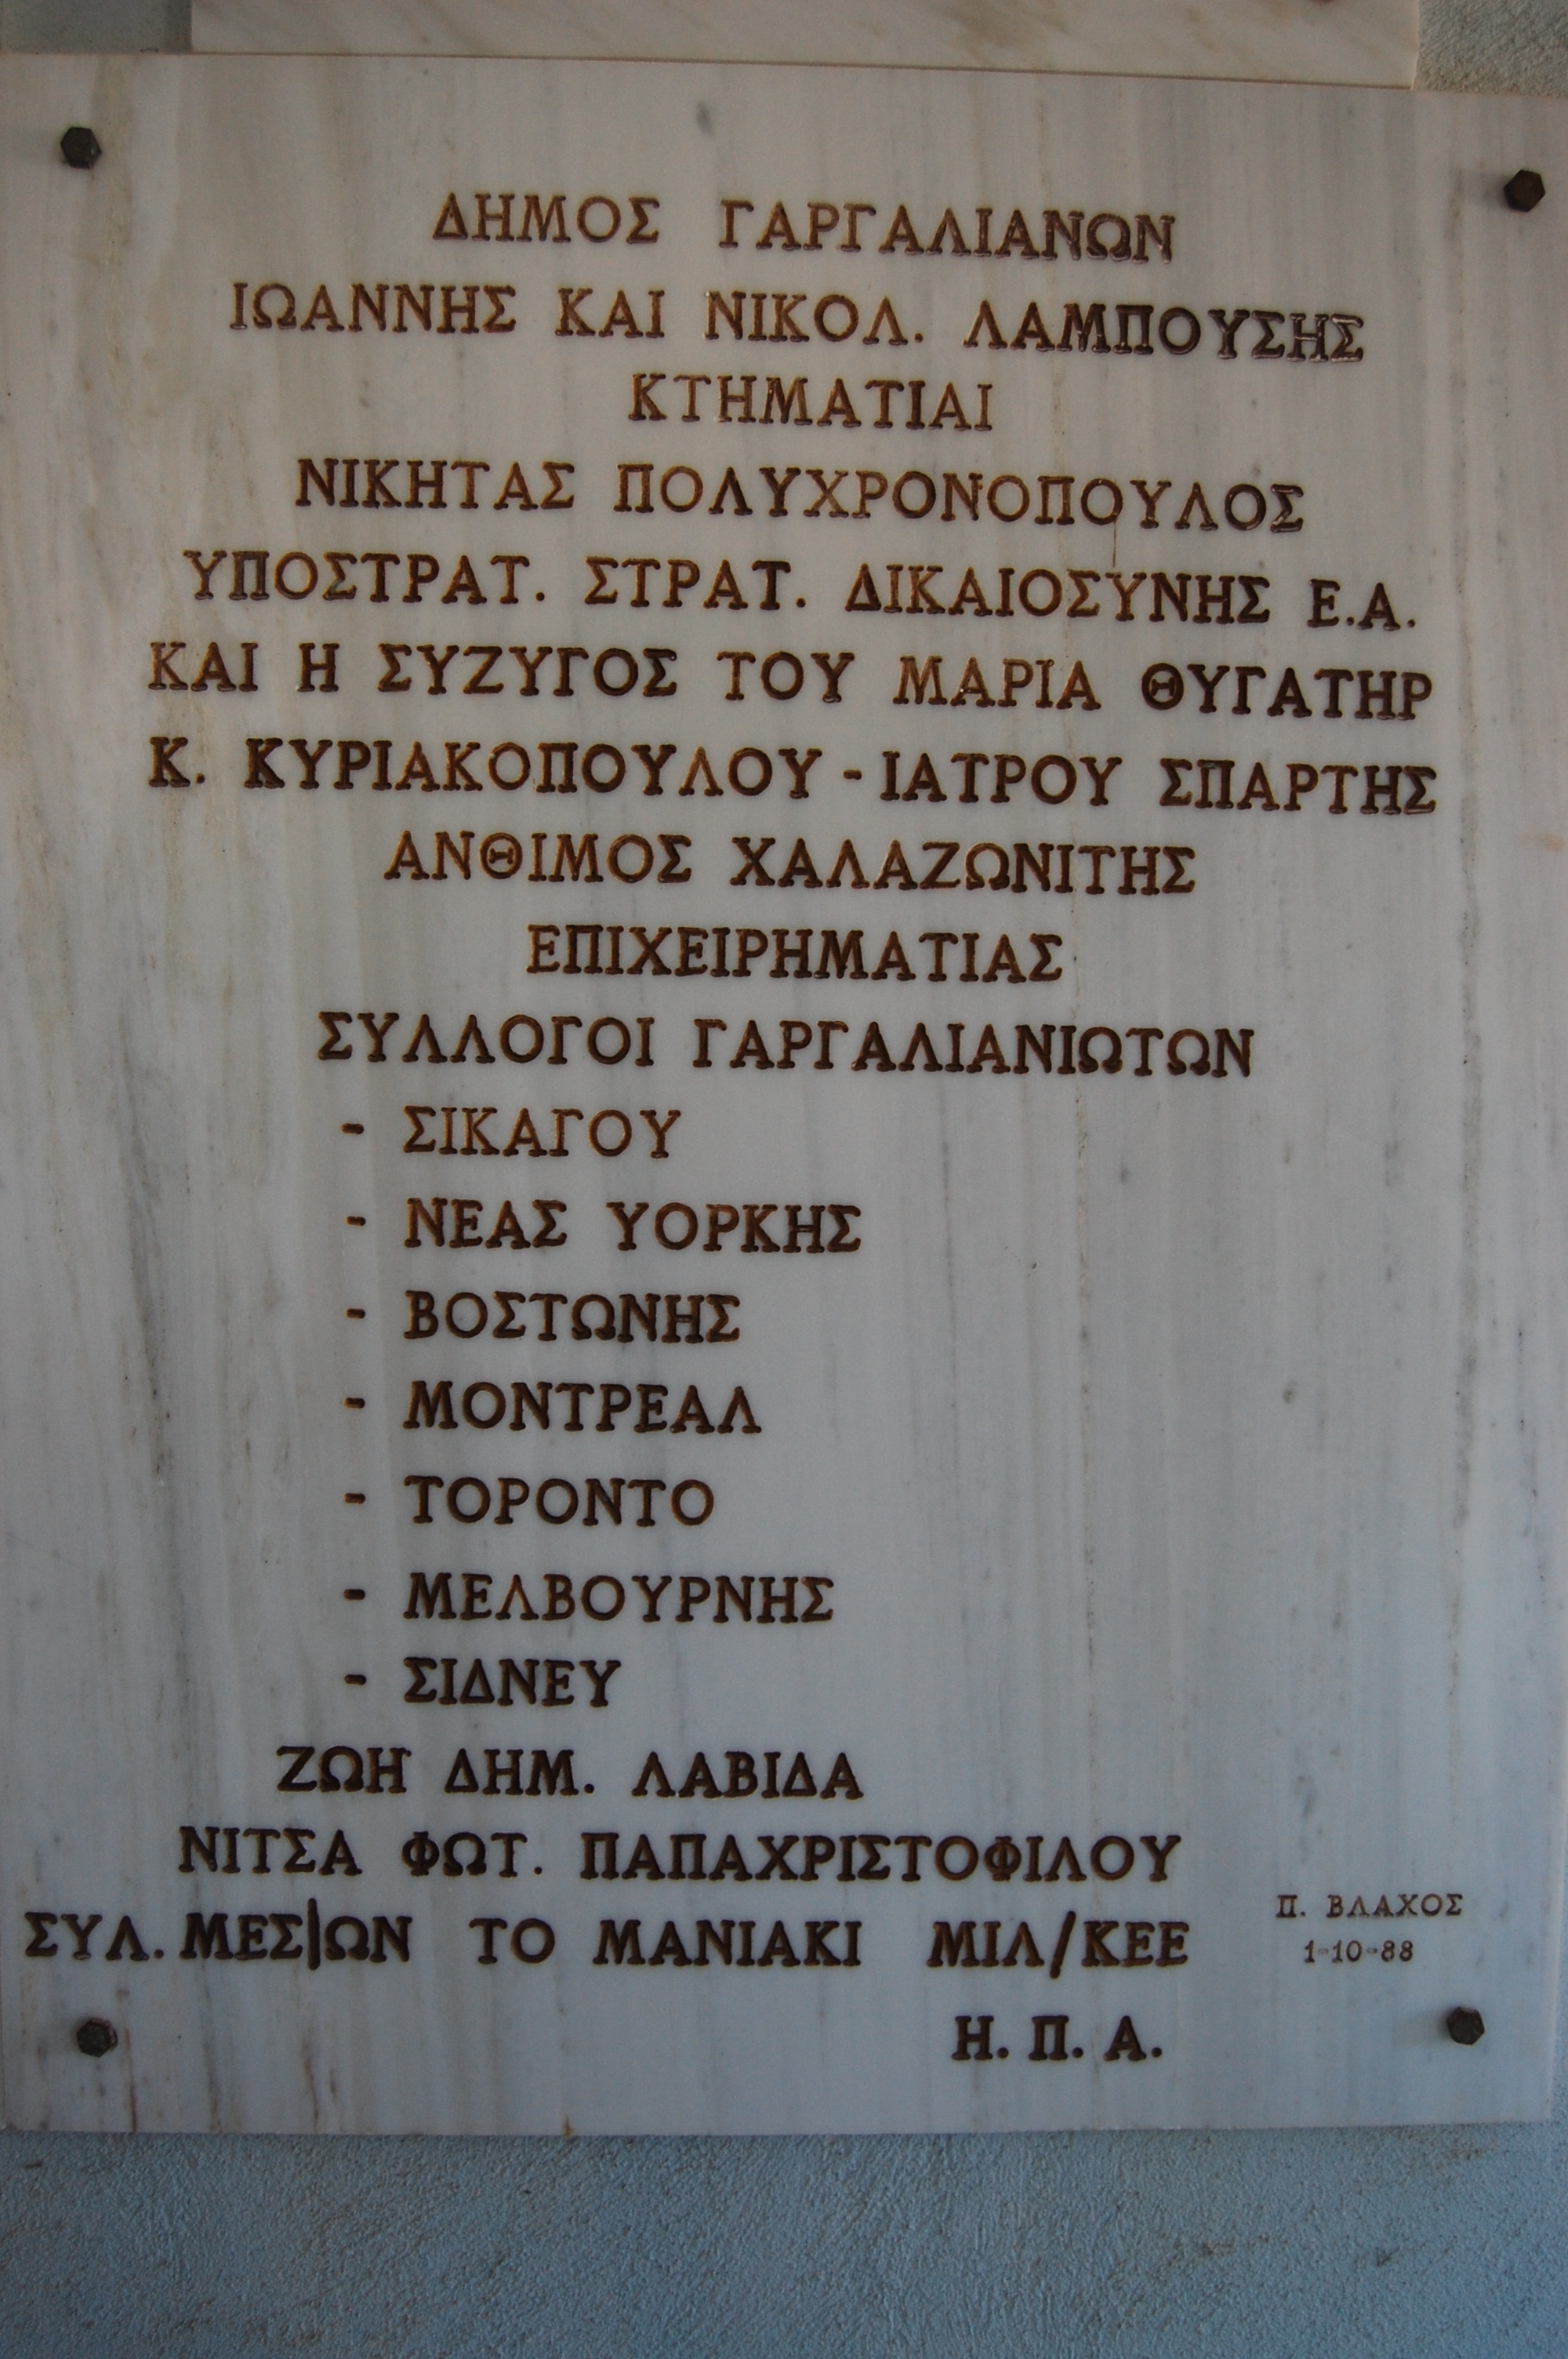 ΔΗΜΟΣ ΓΑΡΓΑΛΙΑΝΩΝ
ΙΩΑΝΝΗΣ ΚΑΙ ΝΙΚΟΛ. ΛΑΜΠΟΥΣΗΣ
ΚΤΗΜΑΤΙΑΙ
ΝΙΚΗΤΑΣ ΠΟΛΥΧΡΟΝΟΠΟΥΛΟΣ
ΥΠΟΣΤΡΑΤ. ΣΤΡΑΤ. ΔΙΚΑΙΟΣΥΝΗΣ Ε.Α.
ΚΑΙ Η ΣΥΖΥΓΟΣ ΤΟΥ ΜΑΡΙΑ ΘΥΓΑΤΗΡ
Κ. ΚΥΡΙΑΚΟΠΟΥΛΟΥ - ΙΑΤΡΟΥ ΣΠΑΡΤΗΣ
ΑΝΘΙΜΟΣ ΧΑΛΑΖΩΝΙΤΗΣ
ΕΠΙΧΕΙΡΗΜΑΤΙΑΣ
ΣΥΛΛΟΓΟΙ ΓΑΡΓΑΛΙΑΝΙΩΤΩΝ
- ΣΙΚΑΓΟΥ
- ΝΕΑΣ ΥΟΡΚΗΣ
- ΒΟΣΤΩΝΗΣ
- ΜΟΝΤΡΕΑΛ
- ΤΟΡΟΝΤΟ
- ΜΕΛΒΟΥΡΝΗΣ
- ΣΙΔΝΕΥ
ΖΩΗ ΔΗΜ. ΛΑΒΙΔΑ
ΝΙΤΣΑ ΦΩΤ. ΠΑΠΑΧΡΙΣΤΟΦΙΛΟΥ
ΣΥΛ. ΜΕΣ/ΩΝ ΤΟ ΜΑΝΙΑΚΙ ΜΙΛ/ΚΕΕ
Η. Π. Α.
Π. ΒΛΑΧΟΣ
1-10-88